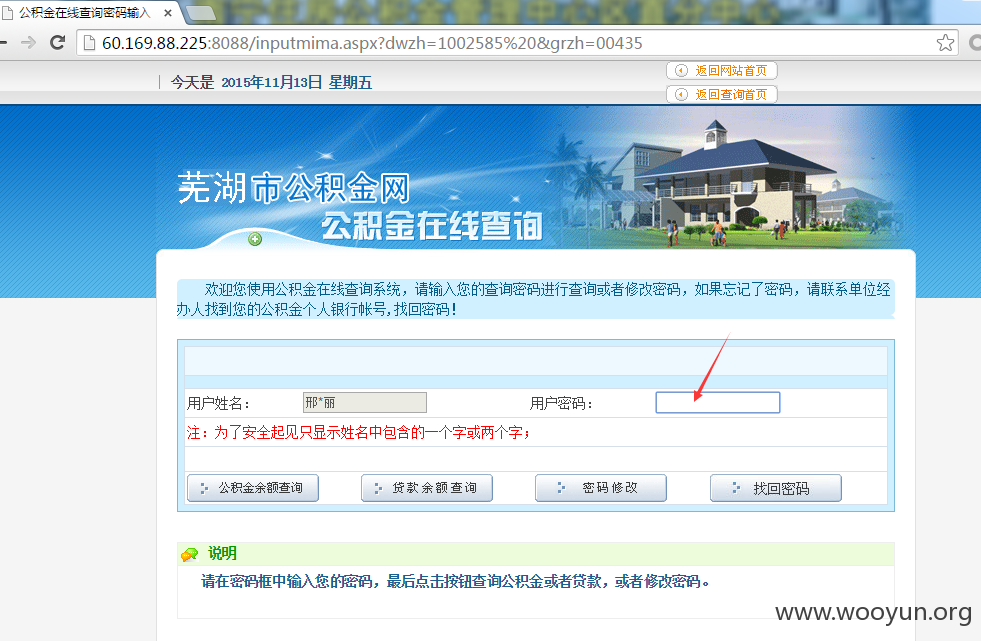 公积金在线查询密码输入
60.169.88.225:8088/inputmima.aspx?dwzh=1002585%20&grzh=00435
今天是 2015年11月13日 星期五
返回网站首页
返回查询首页
芜湖市公积金网
公积金在线查询
欢迎您使用公积金在线查询系统，请输入您的查询密码进行查询或者修改密码，如果忘记了密码，请联系单位经
办人找到您的公积金个人银行帐号,找回密码！
用户姓名： 邢*丽 用户密码：
注：为了安全起见只显示姓名中包含的一个字或两个字；
公积金余额查询 贷款余额查询 密码修改 找回密码
说明
请在密码框中输入您的密码，最后点击按钮查询公积金或者贷款，或者修改密码。
www.wooyun.org